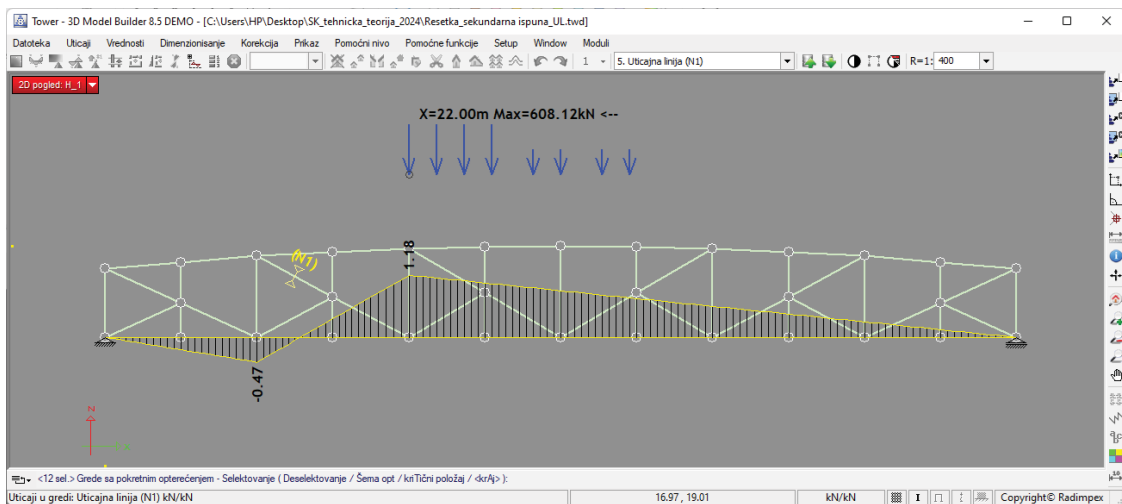 Tower - 3D Model Builder 8.5 DEMO - [C:\Users\HP\Desktop\SK_tehnicka_teorija_2024\Resetka_sekundarna ispuna_UL.twd]
Datoteka Uticaji Vrednosti Dimenzionisanje Korekcija Prikaz Pomoćni nivo Pomoćne funkcije Setup Window Moduli
1 5. Uticajna linija (N1) R=1: 400
2D pogled: H_1
X=22.00m Max=608.12kN <--
(N1)
1.18
-0.47
N
<12 sel.> Grede sa pokretnim opterećenjem - Selektovanje ( Deselektovanje / Šema opt / kriTični položaj / <krAj> ):
Uticaji u gredi: Uticajna linija (N1) kN/kN 16.97 , 19.01 kN/kN Copyright© Radimpex